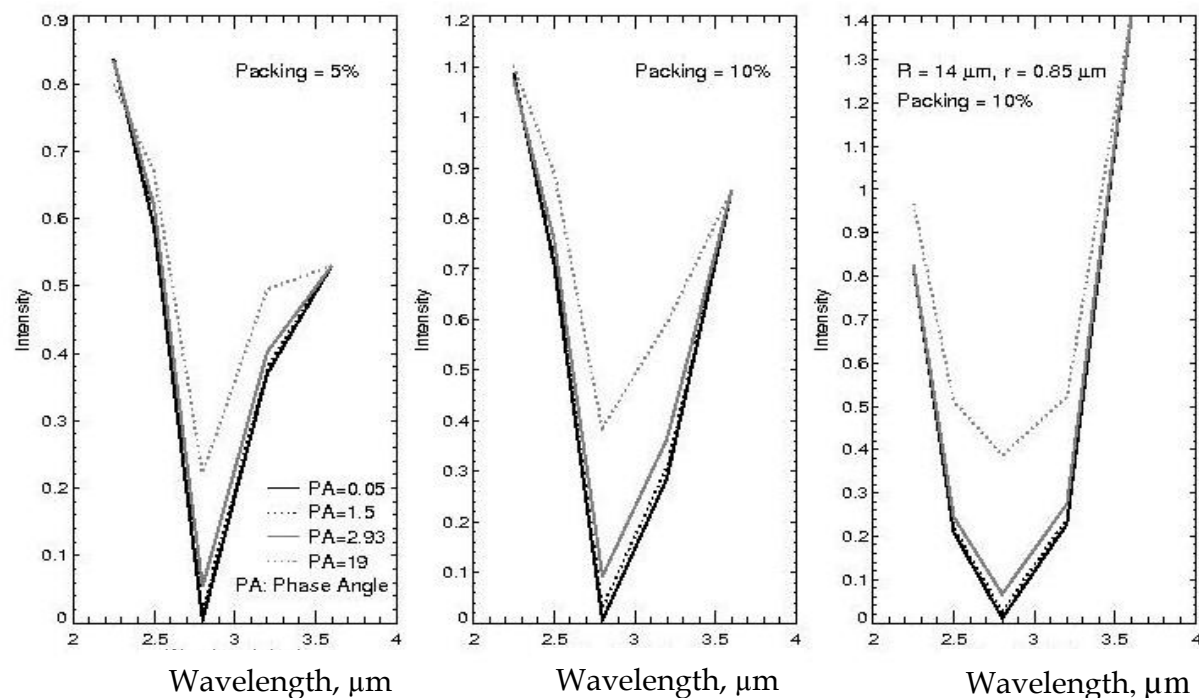 0.9
0.8
0.7
0.6
0.5
0.4
0.3
0.2
0.1
0
Intensity
Packing = 5%
PA=0.05
PA=1.5
PA=2.93
PA=19
PA: Phase Angle
2 2.5 3 3.5 4
Wavelength, μm
1.2
1.1
1
0.9
0.8
0.7
0.6
0.5
0.4
0.3
0.2
0.1
0
Intensity
Packing = 10%
2 2.5 3 3.5 4
Wavelength, μm
1.4
1.3
1.2
1.1
1
0.9
0.8
0.7
0.6
0.5
0.4
0.3
0.2
0.1
0
Intensity
R = 14 μm, r = 0.85 μm
Packing = 10%
2 2.5 3 3.5 4
Wavelength, μm